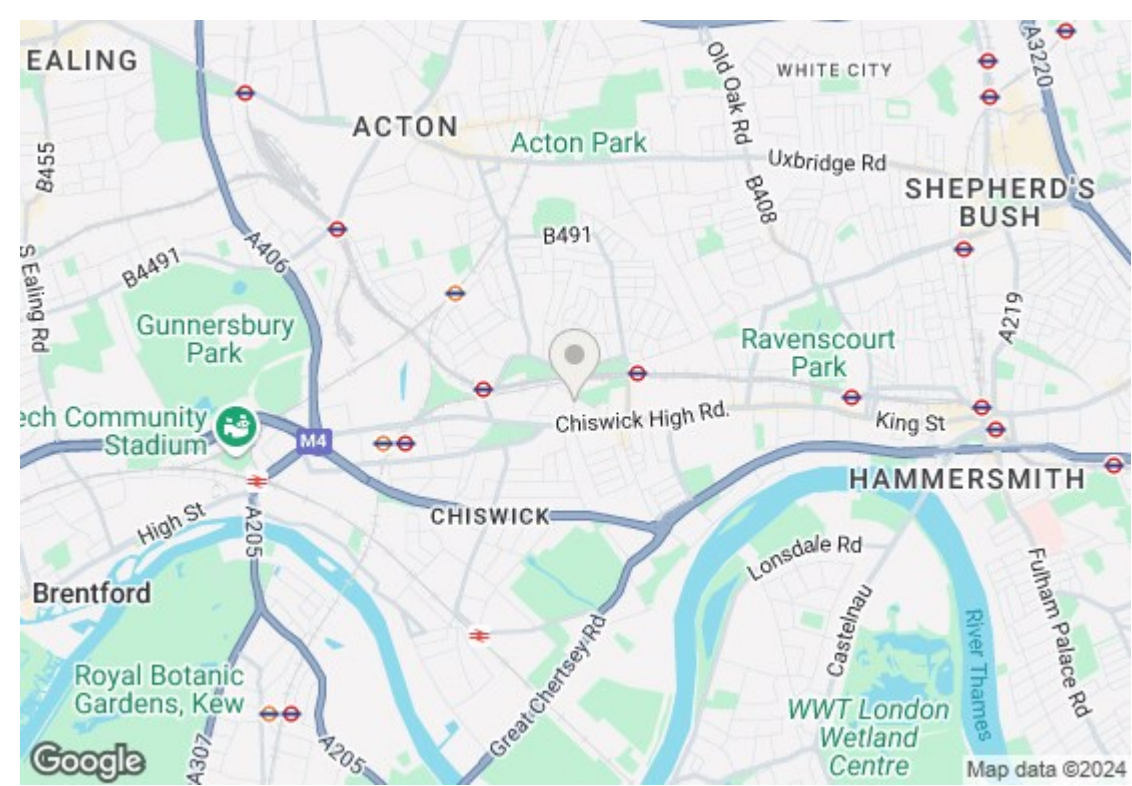 EALING
WHITE CITY
Old Oak Rd
A3220
ACTON
Acton Park
Uxbridge Rd
B455
SHEPHERD'S
BUSH
B408
B491
A406
B4491
S Ealing Rd
Gunnersbury
Park
A219
Ravenscourt
Park
ech Community
Stadium
Chiswick High Rd.
King St
M4
HAMMERSMITH
High St
A205
CHISWICK
Lonsdale Rd
Brentford
Castelnau
Fulham Palace Rd
River Thames
Great Chertsey Rd
Royal Botanic
Gardens, Kew
WWT London
Wetland
Centre
A307
A205
Google
Map data ©2024